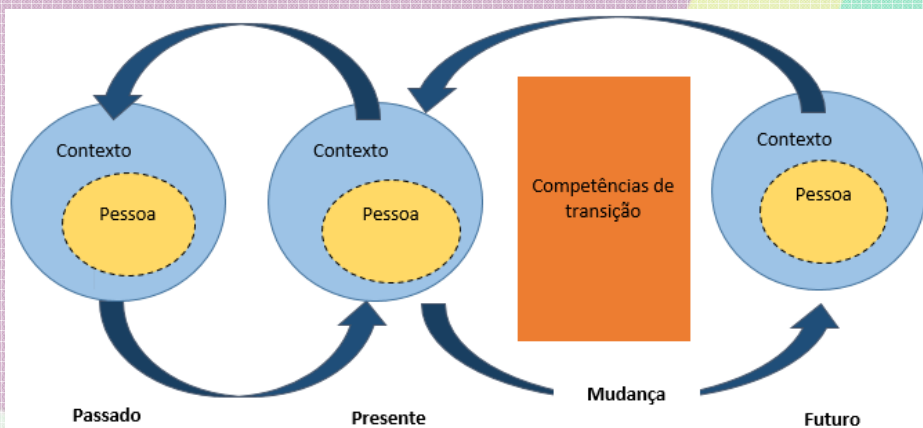 Contexto
Pessoa
Contexto
Pessoa
Competências de
transição
Contexto
Pessoa
Mudança
Passado
Presente
Futuro